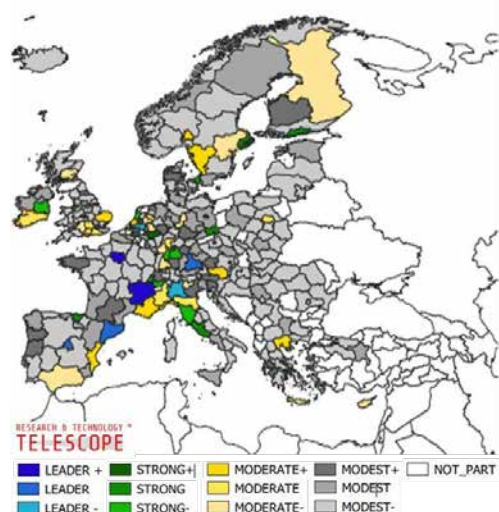 RESEARCH & TECHNOLOGY
TELESCOPE
LEADER + STRONG+ MODERATE+ MODEST+ NOT_PART
LEADER STRONG MODERATE MODEST
LEADER - STRONG- MODERATE- MODEST-